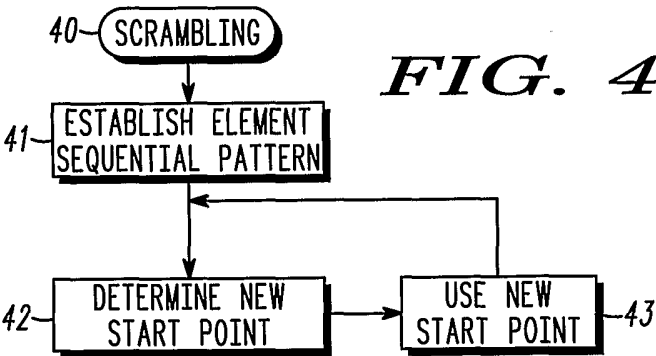 40 SCRAMBLING
FIG. 4
41 ESTABLISH ELEMENT
SEQUENTIAL PATTERN
42 DETERMINE NEW
START POINT
USE NEW
START POINT 43